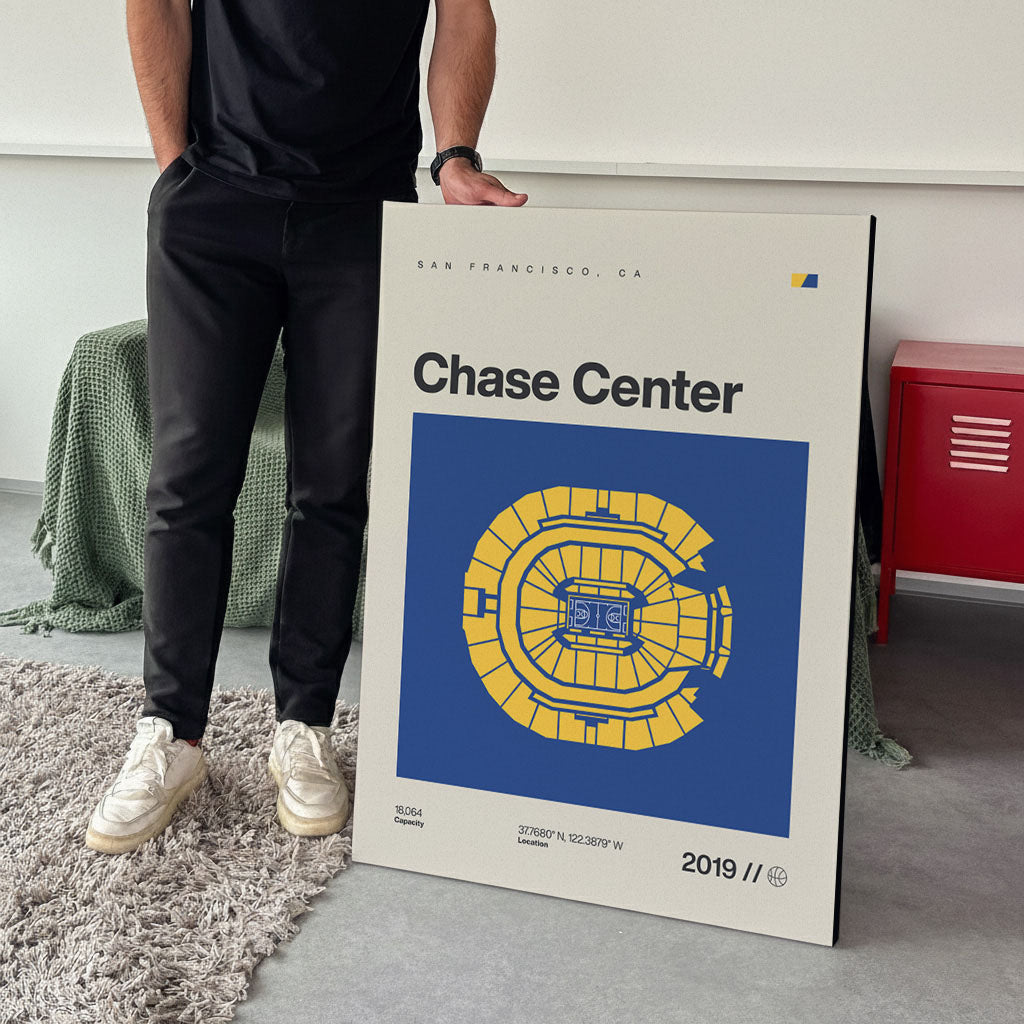 SAN FRANCISCO, CA
Chase Center
18,064
Capacity
37.7680° N, 122.3879° W
Location
2019 //